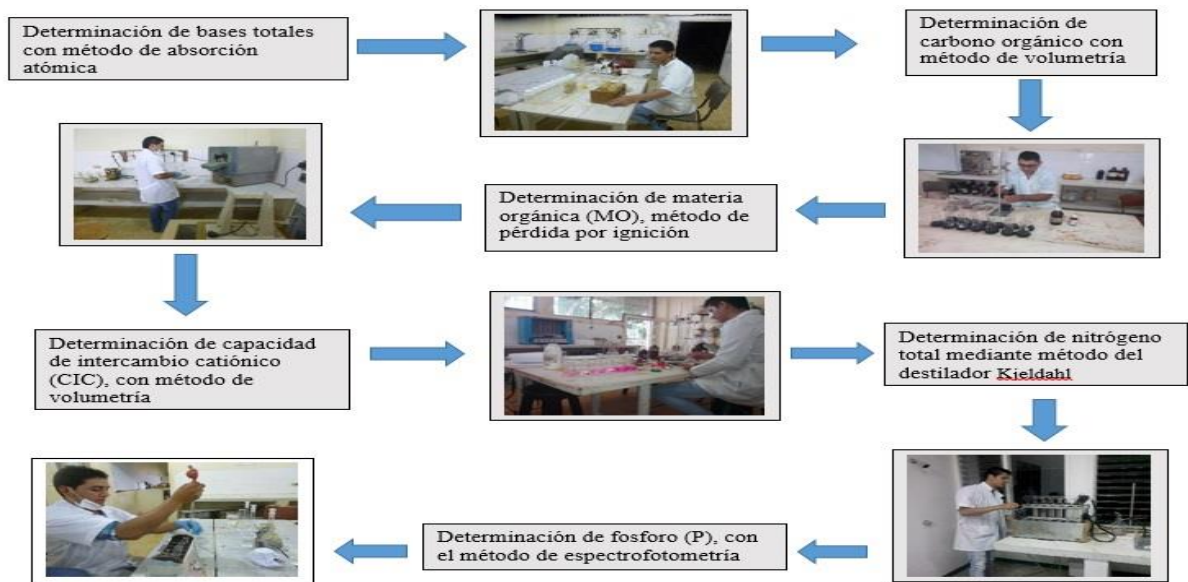 Determinación de bases totales
con método de absorción
atómica
Determinación de
carbono orgánico con
método de volumetría
Determinación de materia
orgánica (MO), método de
pérdida por ignición
Determinación de capacidad
de intercambio catiónico
(CIC), con método de
volumetría
Determinación de nitrógeno
total mediante método del
destilador Kjeldahl
Determinación de fosforo (P), con
el método de espectrofotometría